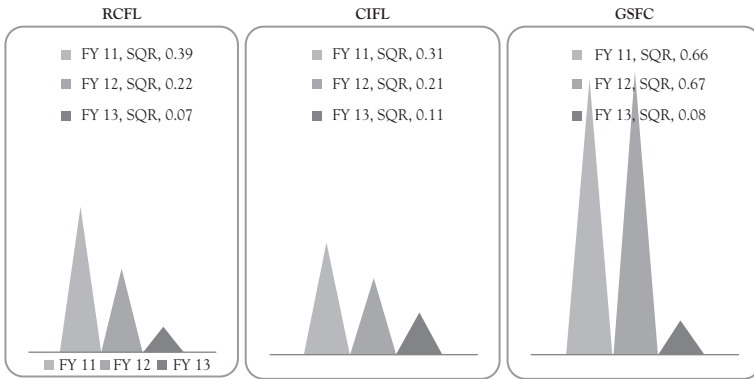 RCFL
FY 11, SQR, 0.39
FY 12, SQR, 0.22
FY 13, SQR, 0.07
FY 11 FY 12 FY 13
CIFL
FY 11, SQR, 0.31
FY 12, SQR, 0.21
FY 13, SQR, 0.11
GSFC
FY 11, SQR, 0.66
FY 12, SQR, 0.67
FY 13, SQR, 0.08